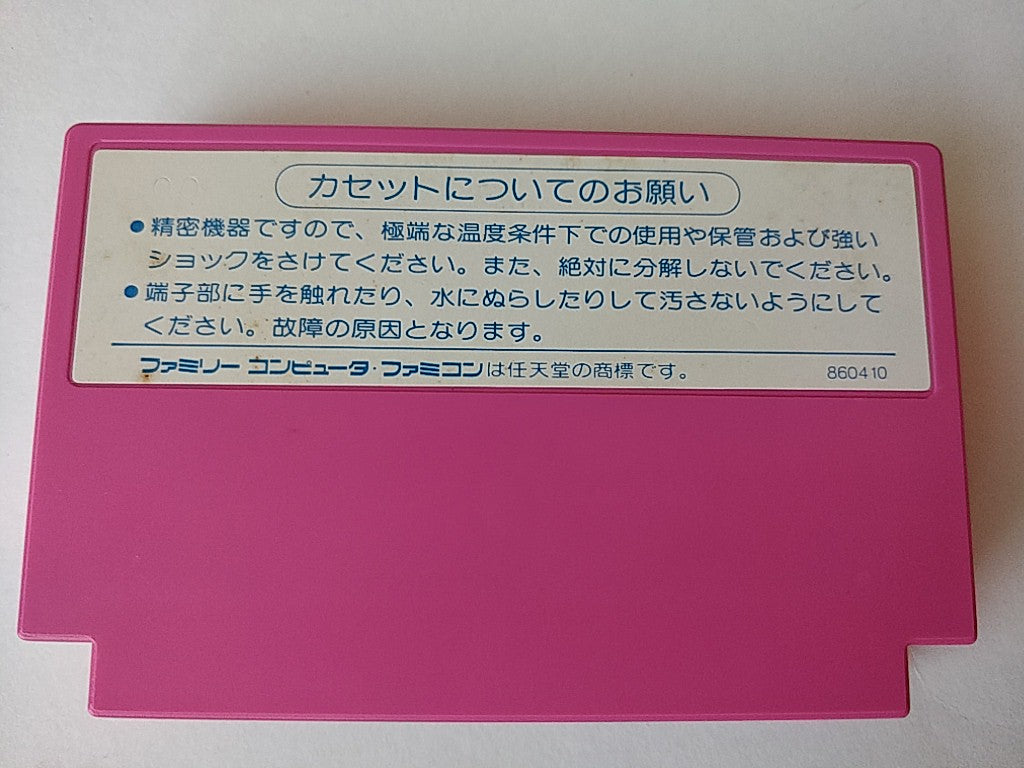 カセットについてのお願い
●精密機器ですので、極端な温度条件下での使用や保管および強い
ショックをさけてください。また、絶対に分解しないでください。
●端子部に手を触れたり、水にぬらしたりして汚さないようにして
ください。故障の原因となります。
ファミリー コンピュータ・ファミコンは任天堂の商標です。 860410